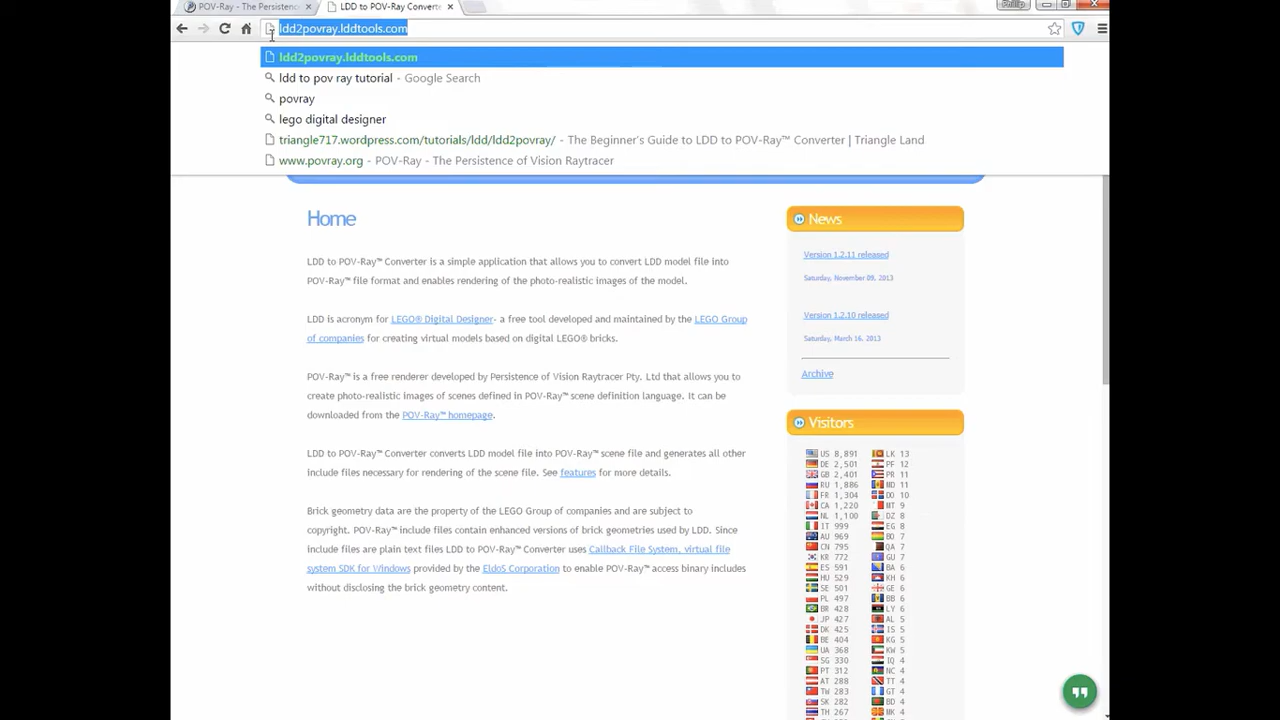 POV-Ray - The Persistenc
LDD to POV-Ray Converte
Phillip
ldd2povray.lddtools.com
ldd2povray.lddtools.com
ldd to pov ray tutorial - Google Search
povray
lego digital designer
triangle717.wordpress.com/tutorials/ldd/ldd2povray/ - The Beginner's Guide to LDD to POV-Ray™ Converter | Triangle Land
www.povray.org - POV-Ray - The Persistence of Vision Raytracer
Home
LDD to POV-Ray™ Converter is a simple application that allows you to convert LDD model file into
POV-Ray™ file format and enables rendering of the photo-realistic images of the model.
LDD is acronym for LEGO® Digital Designer- a free tool developed and maintained by the LEGO Group
of companies for creating virtual models based on digital LEGO® bricks.
POV-Ray™ is a free renderer developed by Persistence of Vision Raytracer Pty. Ltd that allows you to
create photo-realistic images of scenes defined in POV-Ray™ scene definition language. It can be
downloaded from the POV-Ray™ homepage.
LDD to POV-Ray™ Converter converts LDD model file into POV-Ray™ scene file and generates all other
include files necessary for rendering of the scene file. See features for more details.
Brick geometry data are the property of the LEGO Group of companies and are subject to
copyright. POV-Ray™ include files contain enhanced versions of brick geometries used by LDD. Since
include files are plain text files LDD to POV-Ray™ Converter uses Callback File System, virtual file
system SDK for Windows provided by the EldoS Corporation to enable POV-Ray™ access binary includes
without disclosing the brick geometry content.
News
Version 1.2.11 released
Saturday, November 09, 2013
Version 1.2.10 released
Saturday, March 16, 2013
Archive
Visitors
US 8,891 LK 13
DE 2,501 PF 12
GB 2,401 PR 11
RU 1,886 MD 11
FR 1,304 DO 10
CA 1,220 MT 9
NL 1,100 DZ 8
IT 999 EG 8
AU 969 BO 7
CN 795 QA 7
KR 772 GU 7
ES 591 BA 6
HU 529 GE 6
SE 501 BB 6
PL 497 LY 6
BR 428 AL 5
JP 427 IS 5
DK 425 KG 5
BE 404 KW 5
UA 368 IQ 4
SG 330 NC 4
PT 312 TT 4
AT 288 GT 4
TW 283 BD 4
SK 282 MK 4
TH 267